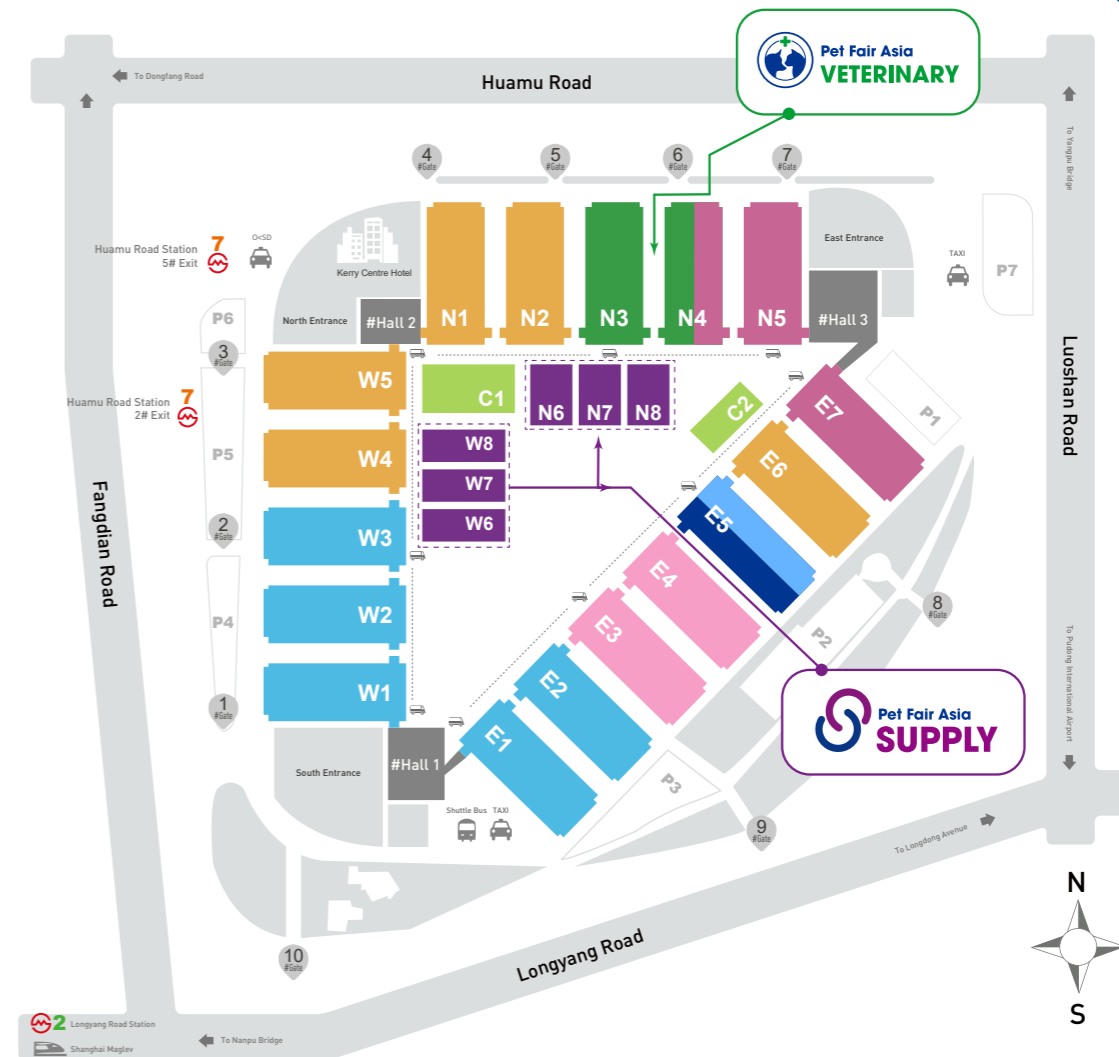 Pet Fair Asia
VETERINARY
To Dongfang Road
Huamu Road
To Yangpu Bridge
4
#Gate
5
#Gate
6
#Gate
7
#Gate
Huamu Road Station
5# Exit
7
O<SD
Kerry Centre Hotel
East Entrance
TAXI
P7
P6
North Entrance
#Hall 2
N1
N2
N3
N4
N5
#Hall 3
3
#Gate
Huamu Road Station
2# Exit
7
W5
C1
N6
N7
N8
C2
E7
P1
Luoshan Road
P5
W4
W8
W7
W6
E6
Fangdian Road
2
#Gate
W3
E5
E4
P4
W2
E3
P2
8
#Gate
To Pudong International Airport
1
#Gate
W1
E2
E1
Pet Fair Asia
SUPPLY
South Entrance
#Hall 1
P3
Shuttle Bus
TAXI
9
#Gate
To Longdong Avenue
N
S
10
#Gate
Longyang Road
2
Longyang Road Station
Shanghai Maglev
To Nanpu Bridge